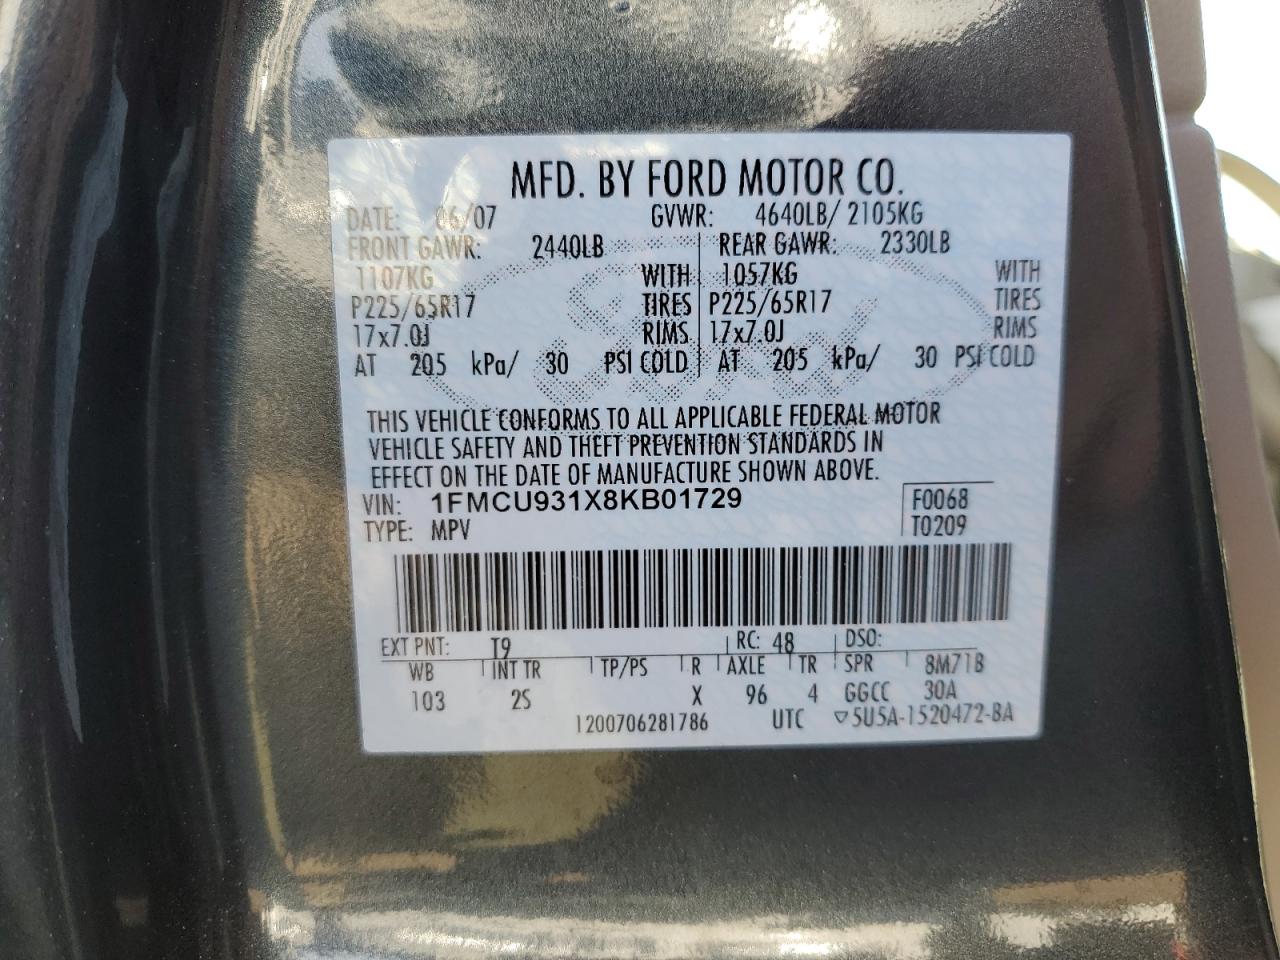 MFD. BY FORD MOTOR CO.
DATE: 06/07 GVWR: 4640LB/ 2105KG
FRONT GAWR: 2440LB REAR GAWR: 2330LB
1107KG WITH 1057KG WITH
P225/65R17 TIRES P225/65R17 TIRES
17x7.0J RIMS 17x7.0J RIMS
AT 205 kPa/ 30 PSI COLD AT 205 kPa/ 30 PSI COLD
THIS VEHICLE CONFORMS TO ALL APPLICABLE FEDERAL MOTOR
VEHICLE SAFETY AND THEFT PREVENTION STANDARDS IN
EFFECT ON THE DATE OF MANUFACTURE SHOWN ABOVE.
VIN: 1FMCU931X8KB01729 F0068
TYPE: MPV T0209
EXT PNT: T9 RC: 48 DSO:
WB INT TR TP/PS R AXLE TR SPR 8M71B
103 2S X 96 4 GGCC 30A
1200706281786 UTC ▽5U5A-1520472-BA